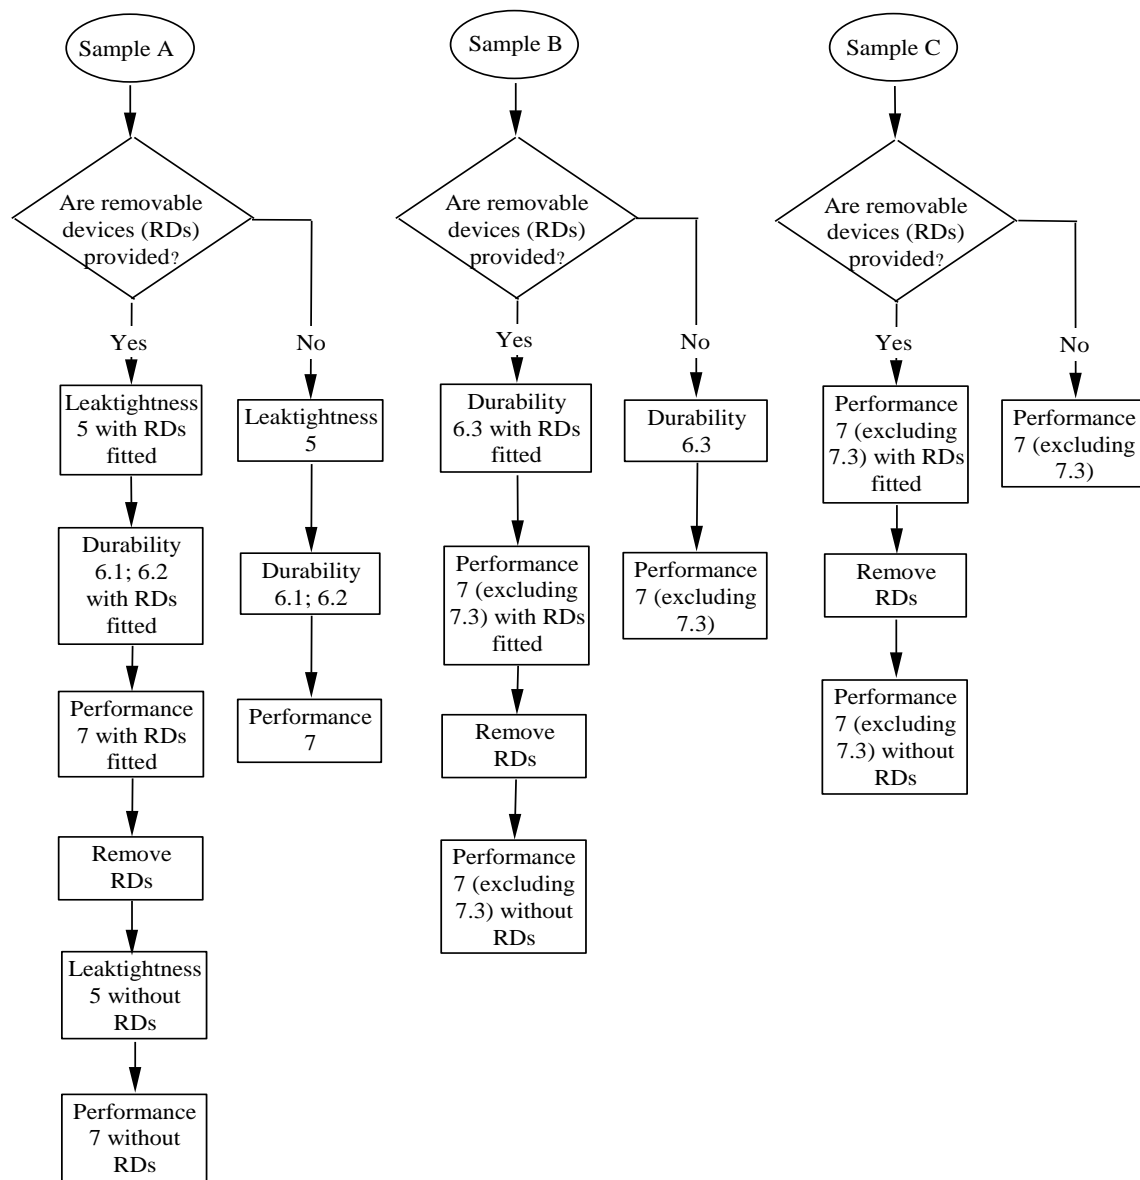 Sample A
Are removable
devices (RDs)
provided?
Yes
No
Leaktightness
5 with RDs
fitted
Leaktightness
5
Durability
6.1; 6.2
with RDs
fitted
Durability
6.1; 6.2
Performance
7 with RDs
fitted
Performance
7
Remove
RDs
Leaktightness
5 without
RDs
Performance
7 without
RDs
Sample B
Are removable
devices (RDs)
provided?
Yes
No
Durability
6.3 with RDs
fitted
Durability
6.3
Performance
7 (excluding
7.3) with RDs
fitted
Performance
7 (excluding
7.3)
Remove
RDs
Performance
7 (excluding
7.3) without
RDs
Sample C
Are removable
devices (RDs)
provided?
Yes
No
Performance
7 (excluding
7.3) with RDs
fitted
Performance
7 (excluding
7.3)
Remove
RDs
Performance
7 (excluding
7.3) without
RDs